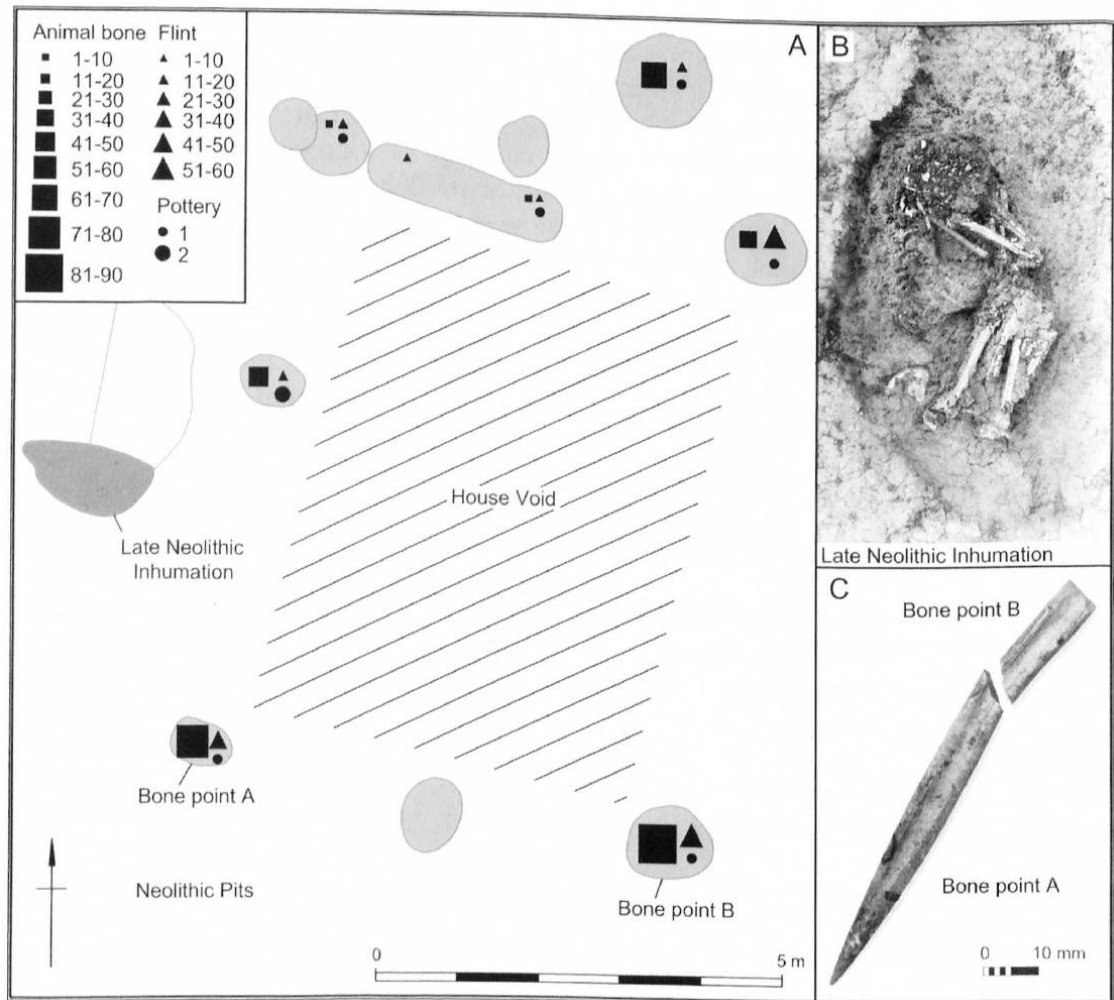 Animal bone Flint
1-10 1-10
11-20 11-20
21-30 21-30
31-40 31-40
41-50 41-50
51-60 51-60
61-70
71-80
81-90
Pottery
1
2
A
House Void
Late Neolithic
Inhumation
Bone point A
Neolithic Pits
Bone point B
0 5 m
B
Late Neolithic Inhumation
C
Bone point B
Bone point A
0 10 mm